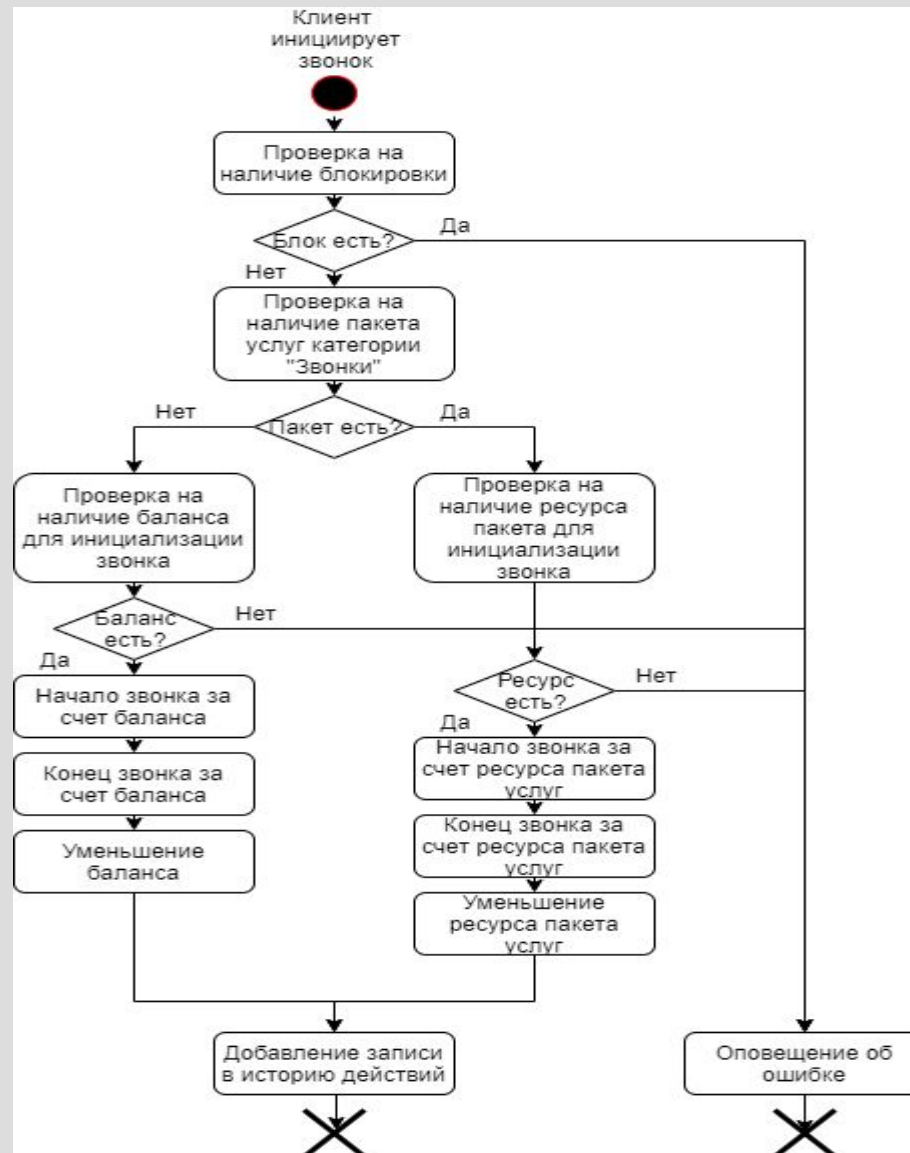 Клиент
инициирует
звонок
Проверка на
наличие блокировки
Блок есть?
Да
Нет
Проверка на
наличие пакета
услуг категории
"Звонки"
Нет
Пакет есть?
Да
Проверка на
наличие баланса
для инициализации
звонка
Проверка на
наличие ресурса
пакета для
инициализации
звонка
Баланс
есть?
Нет
Да
Ресурс
есть?
Нет
Да
Начало звонка за
счет баланса
Начало звонка за
счет ресурса пакета
услуг
Конец звонка за
счет баланса
Конец звонка за
счет ресурса пакета
услуг
Уменьшение
баланса
Уменьшение
ресурса пакета
услуг
Добавление записи
в историю действий
Оповещение об
ошибке